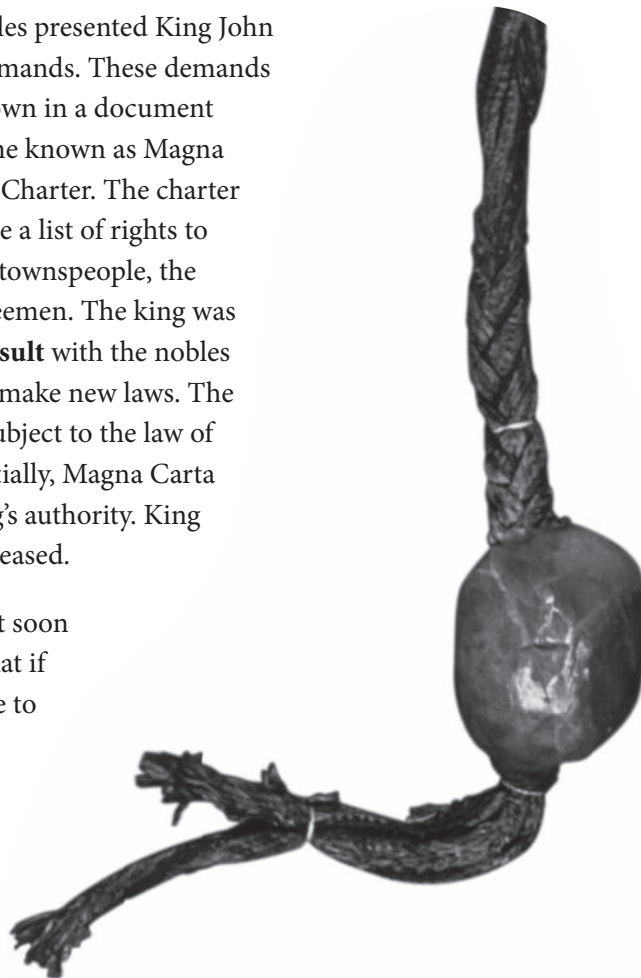 les presented King John
mands. These demands
own in a document
ne known as Magna
Charter. The charter
e a list of rights to
townspeople, the
eemen. The king was
sult with the nobles
make new laws. The
ubject to the law of
tially, Magna Carta
g’s authority. King
eased.
t soon
at if
e to